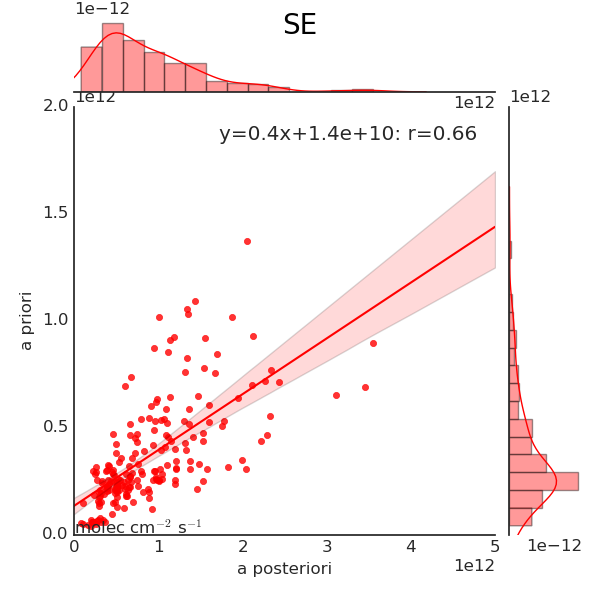 SE
1e−12
1e12
1e12
1e12
y=0.4x+1.4e+10: r=0.66
2.0
1.5
1.0
0.5
0.0
a priori
molec cm⁻² s⁻¹
0 1 2 3 4 5
a posteriori
1e12
1e−12